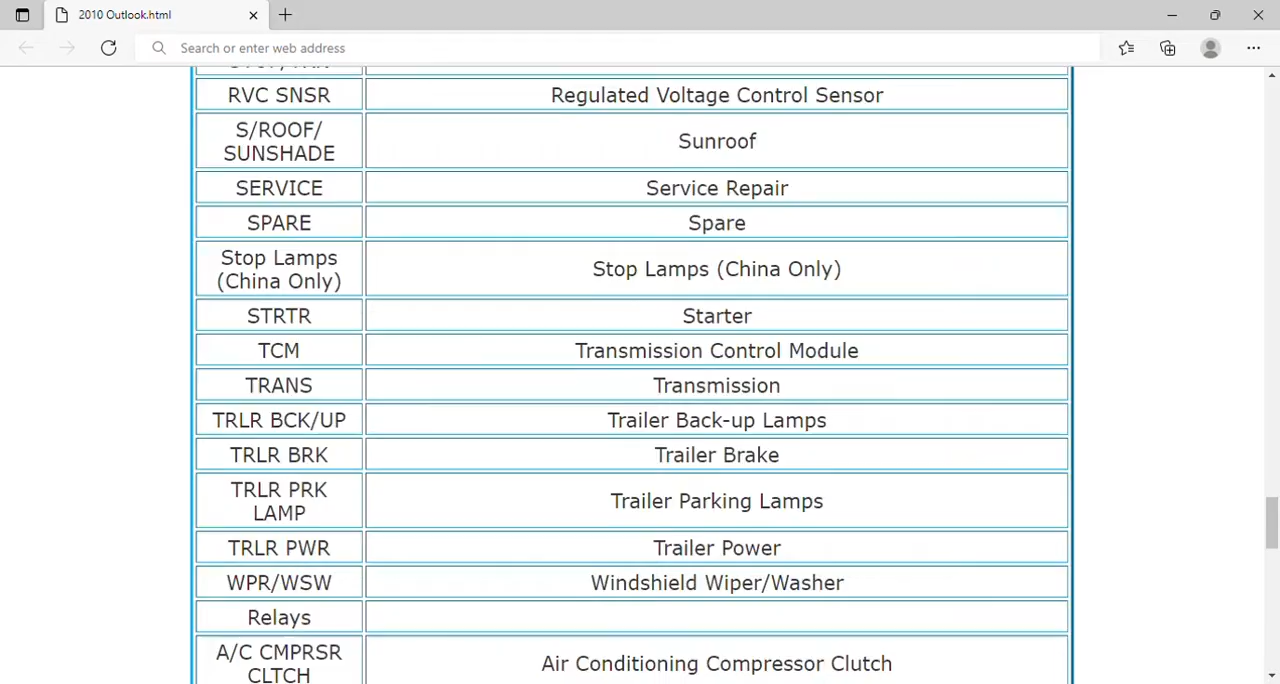 2010 Outlook.html
Search or enter web address
RVC SNSR
Regulated Voltage Control Sensor
S/ROOF/
SUNSHADE
Sunroof
SERVICE
Service Repair
SPARE
Spare
Stop Lamps
(China Only)
Stop Lamps (China Only)
STRTR
Starter
TCM
Transmission Control Module
TRANS
Transmission
TRLR BCK/UP
Trailer Back-up Lamps
TRLR BRK
Trailer Brake
TRLR PRK
LAMP
Trailer Parking Lamps
TRLR PWR
Trailer Power
WPR/WSW
Windshield Wiper/Washer
Relays
A/C CMPRSR
CLTCH
Air Conditioning Compressor Clutch